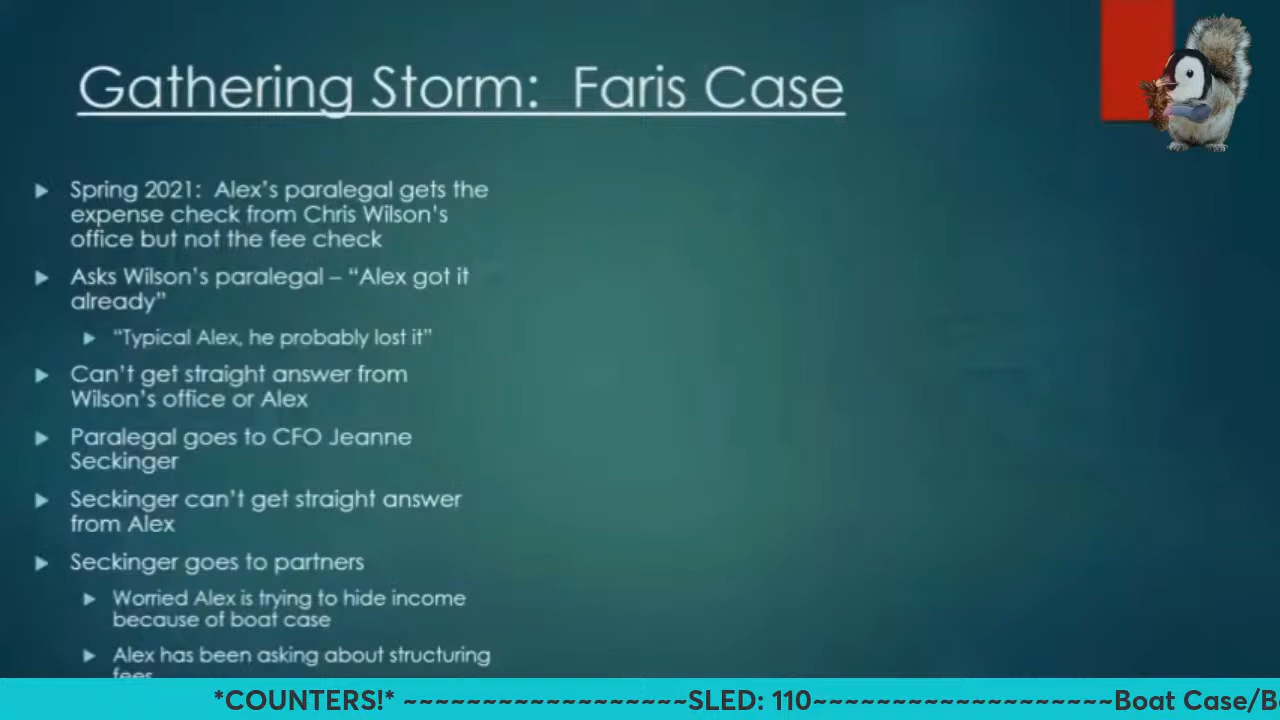 Gathering Storm: Faris Case
Spring 2021: Alex's paralegal gets the
expense check from Chris Wilson's
office but not the fee check
Asks Wilson's paralegal – “Alex got it
already”
“Typical Alex, he probably lost it”
Can't get straight answer from
Wilson's office or Alex
Paralegal goes to CFO Jeanne
Seckinger
Seckinger can't get straight answer
from Alex
Seckinger goes to partners
Worried Alex is trying to hide income
because of boat case
Alex has been asking about structuring
fees
*COUNTERS!* ~~~~~~~~~~~~~~~~~~SLED: 110~~~~~~~~~~~~~~~~~~~Boat Case/B